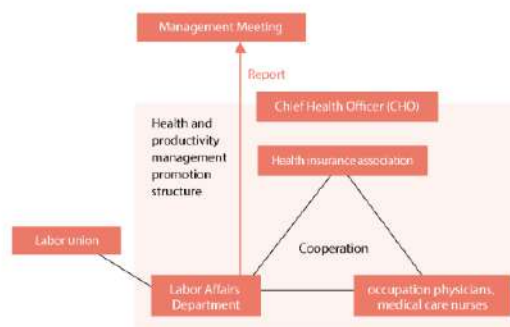 Management Meeting
Report
Chief Health Officer (CHO)
Health and
productivity
management
promotion
structure
Health insurance association
Labor union
Cooperation
Labor Affairs
Department
occupation physicians,
medical care nurses